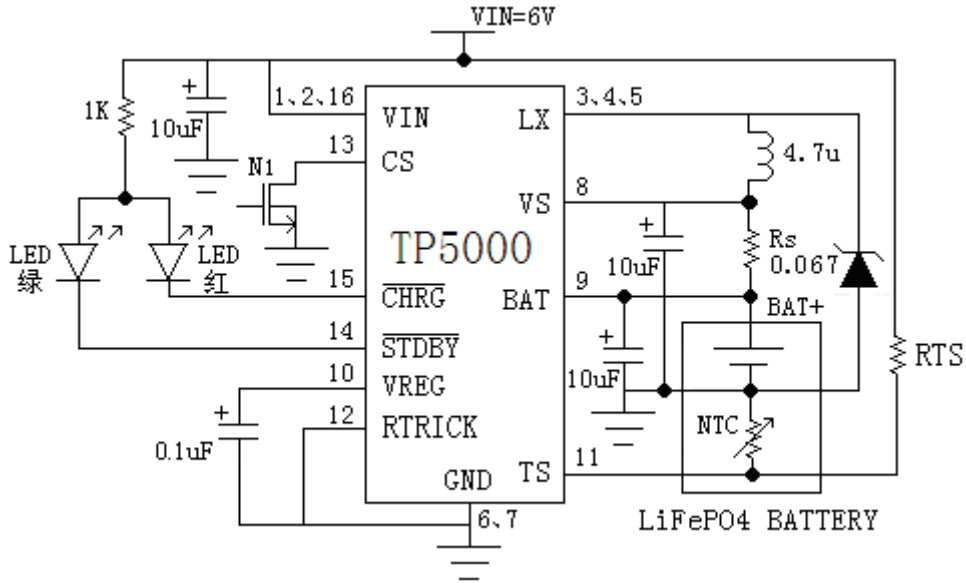 VIN=6V
1K
10uF
1、2、16
VIN
3、4、5
LX
4.7u
13
CS
N1
8
VS
TP5000
Rs
0.067
10uF
LED
绿
LED
红
15
CHRG
9
BAT
BAT+
14
STDBY
10uF
RTS
10
VREG
12
RTRICK
0.1uF
NTC
11
TS
GND
6、7
LiFePO4 BATTERY